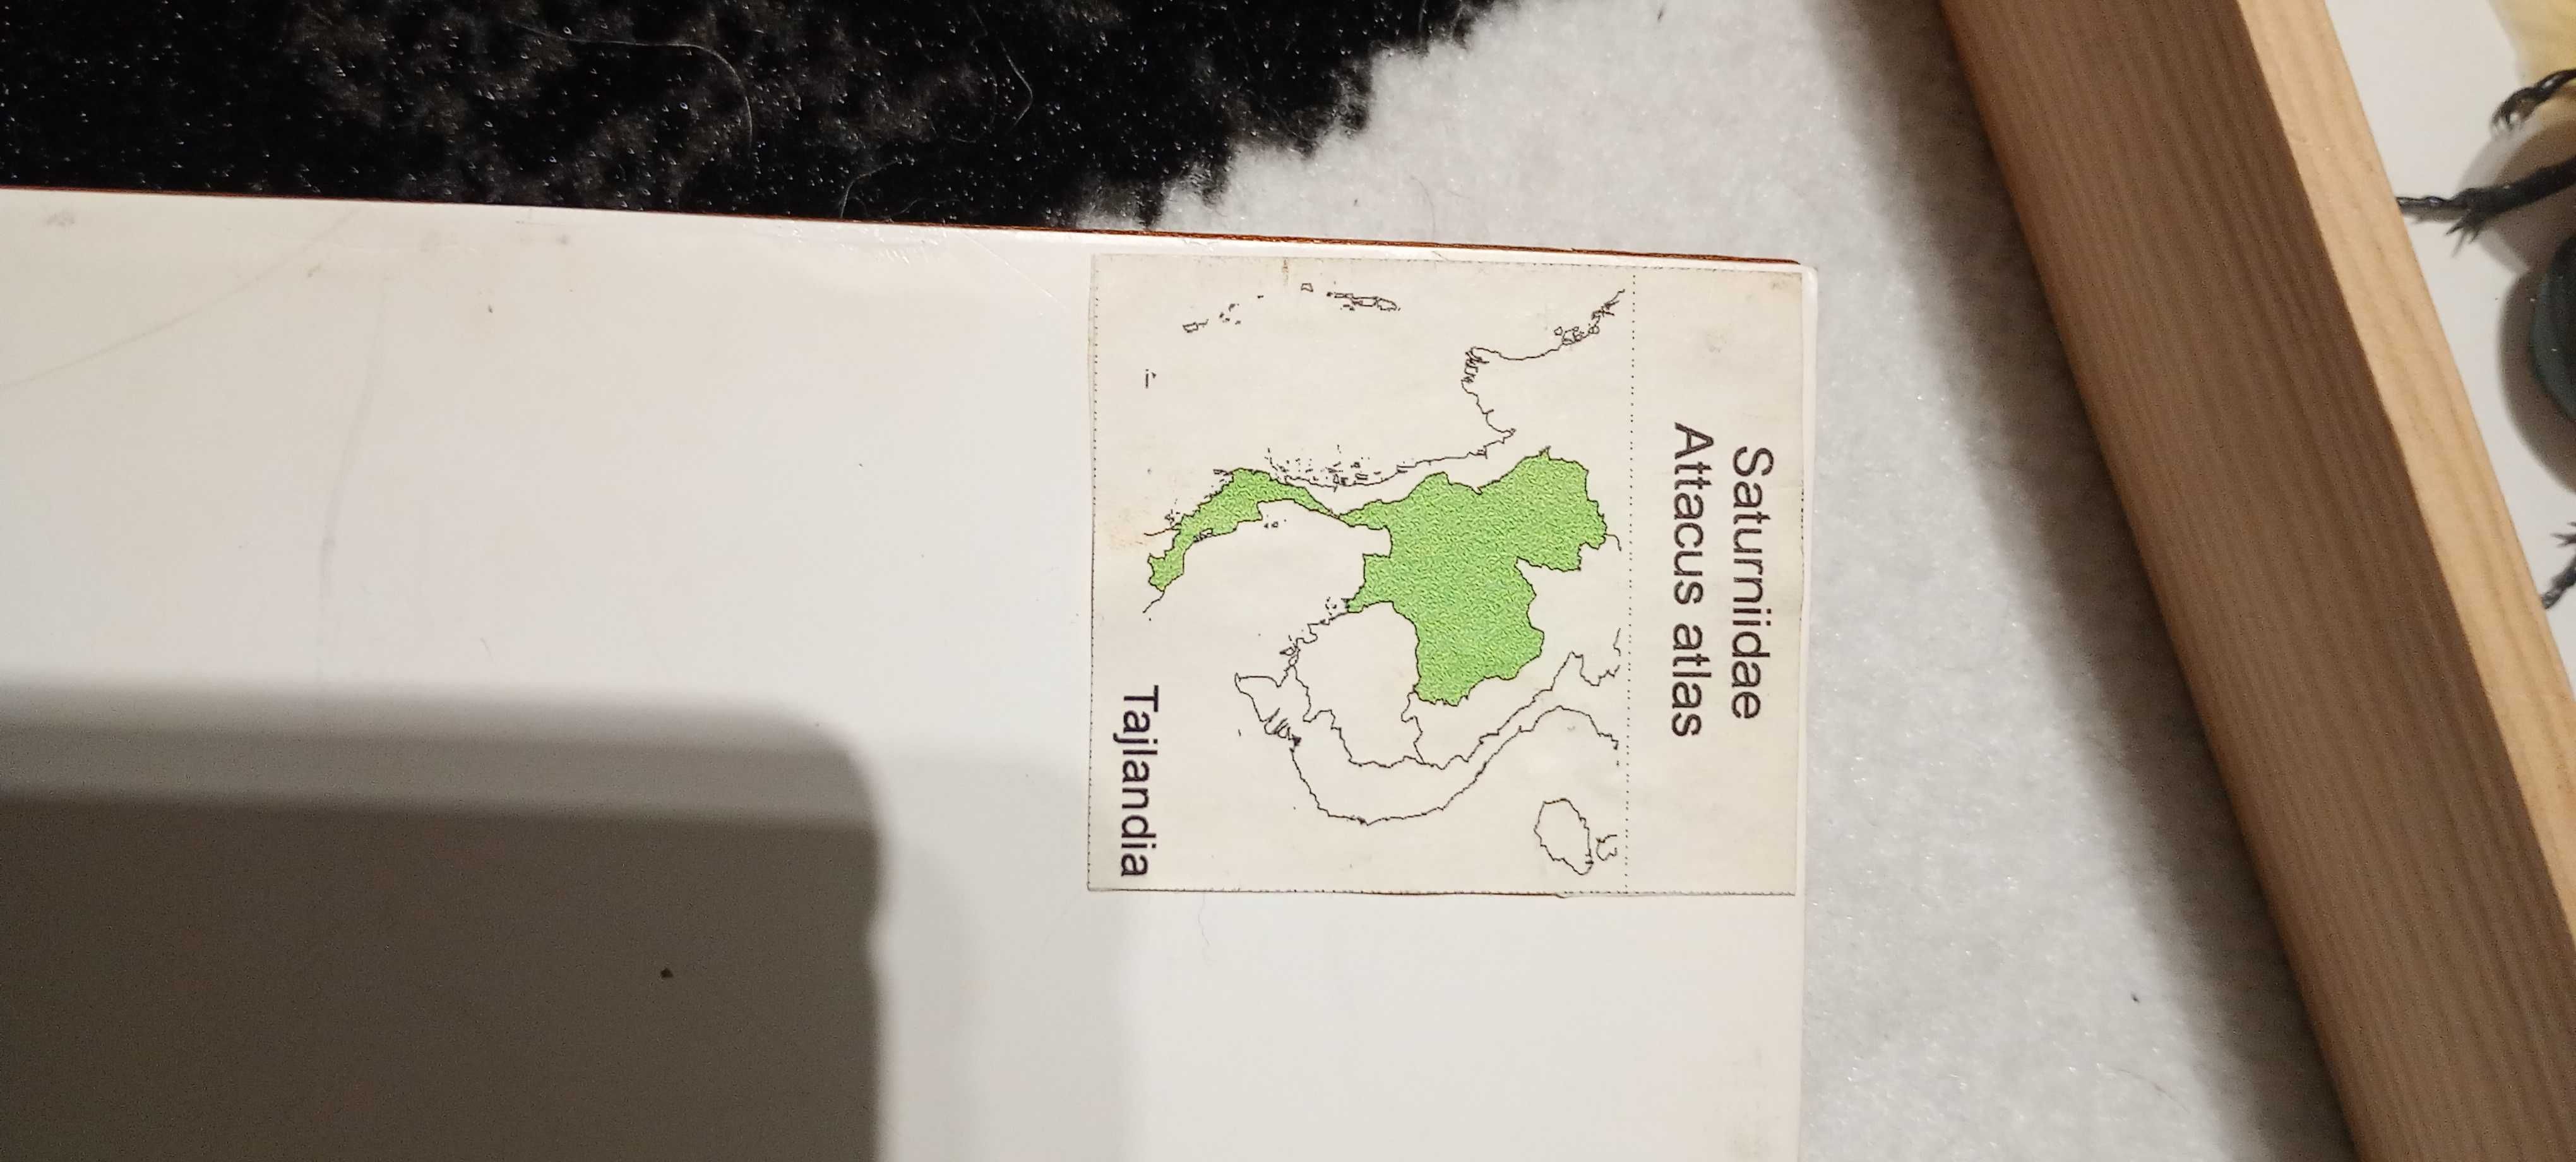 Saturniidae
Attacus atlas
Tajlandia